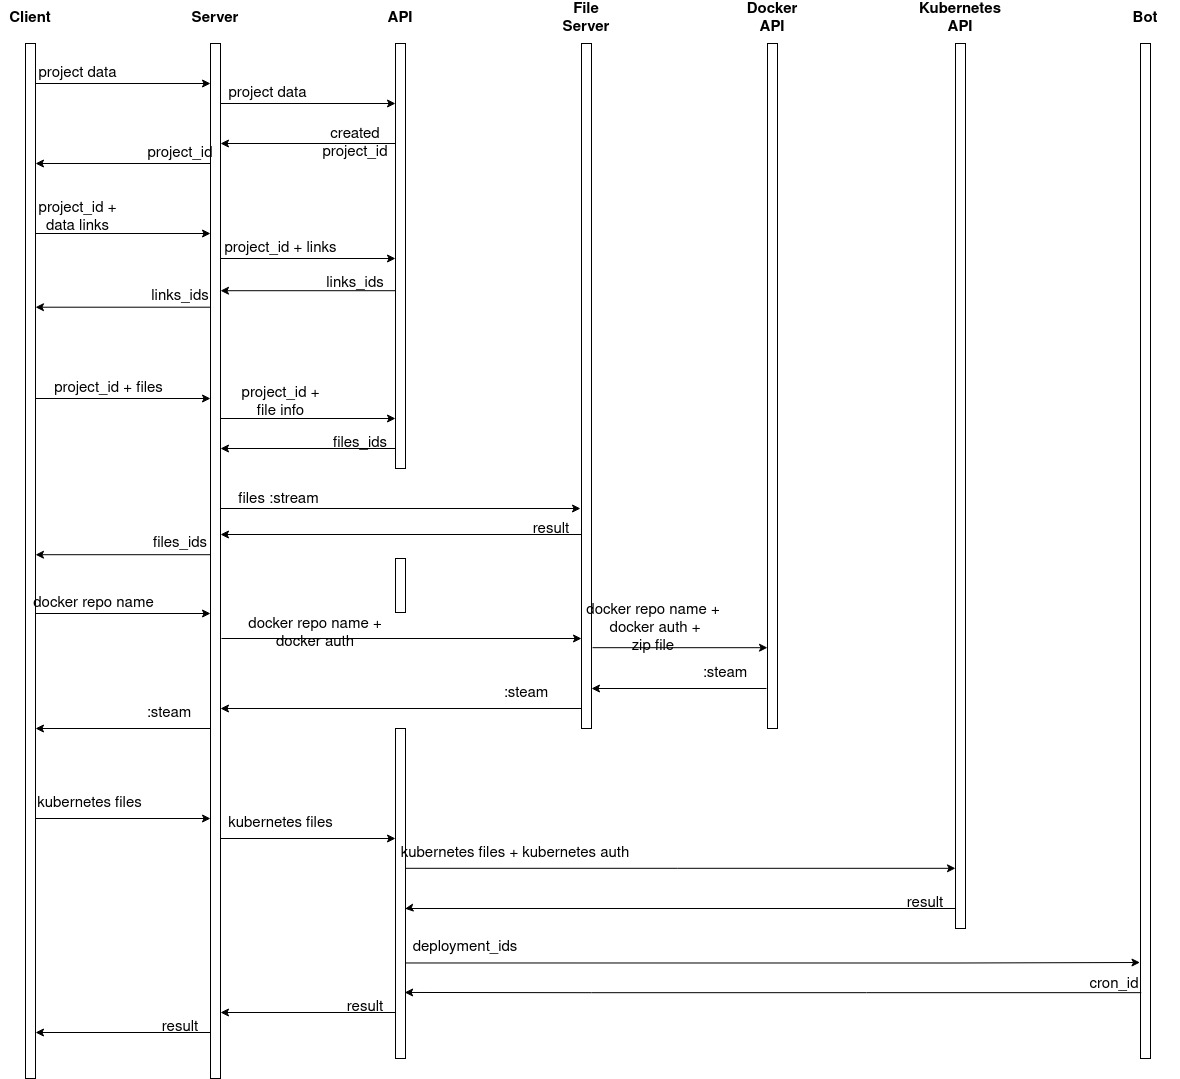 Client
Server
API
File
Server
Docker
API
Kubernetes
API
Bot
project data
project data
created
project_id
project_id
project_id +
data links
project_id + links
links_ids
links_ids
project_id + files
project_id +
file info
files_ids
files :stream
result
files_ids
docker repo name
docker repo name +
docker auth
docker repo name +
docker auth +
zip file
:steam
:steam
:steam
kubernetes files
kubernetes files
kubernetes files + kubernetes auth
result
deployment_ids
cron_id
result
result